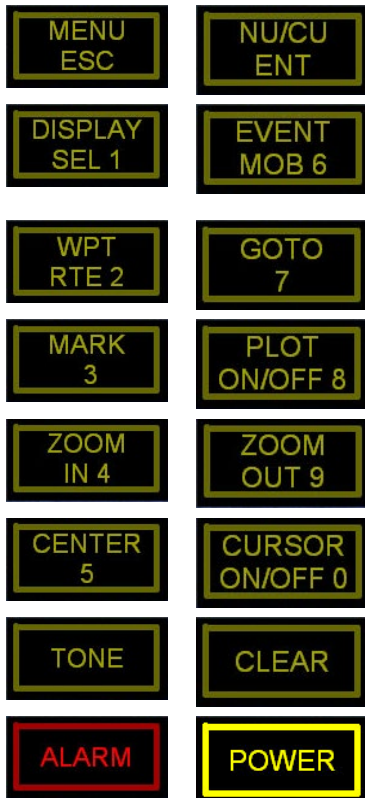 MENU
ESC
NU/CU
ENT
DISPLAY
SEL 1
EVENT
MOB 6
WPT
RTE 2
GOTO
7
MARK
3
PLOT
ON/OFF 8
ZOOM
IN 4
ZOOM
OUT 9
CENTER
5
CURSOR
ON/OFF 0
TONE
CLEAR
ALARM
POWER